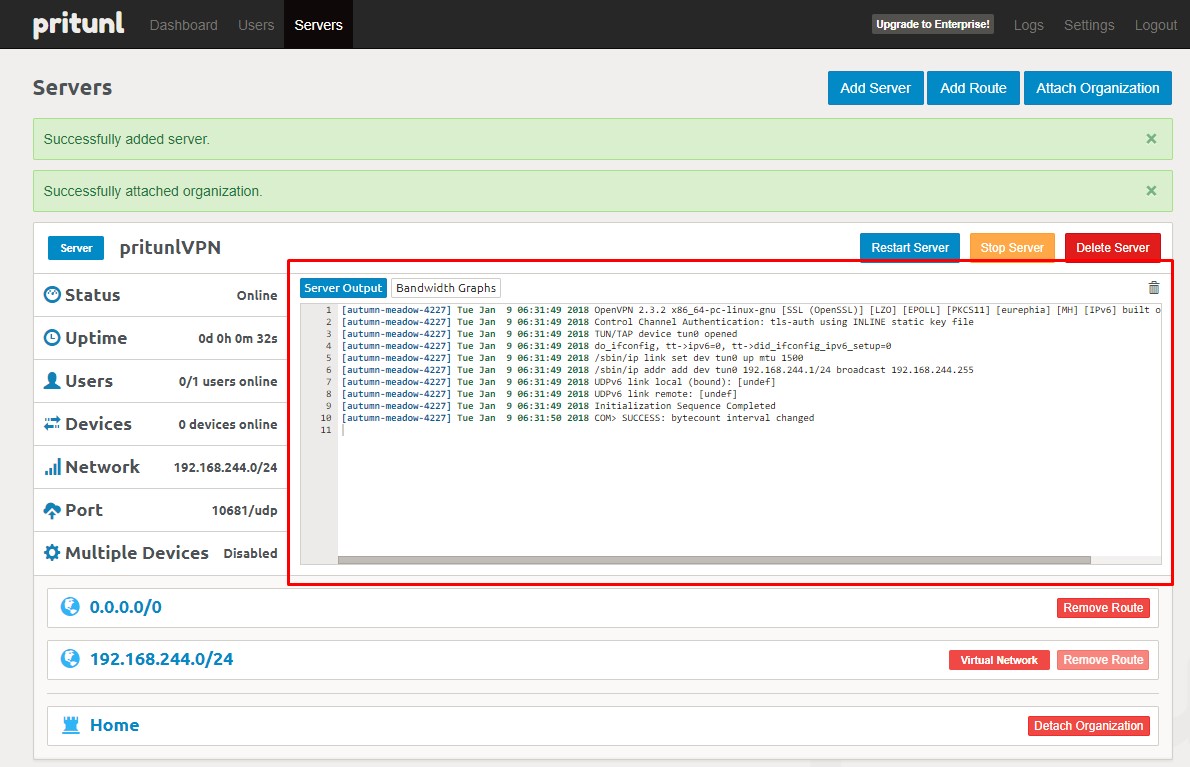 pritunl Dashboard Users Servers Upgrade to Enterprise! Logs Settings Logout
Servers Add Server Add Route Attach Organization
Successfully added server. ×
Successfully attached organization. ×
Server pritunlVPN Restart Server Stop Server Delete Server
Status Online
Uptime 0d 0h 0m 32s
Users 0/1 users online
Devices 0 devices online
Network 192.168.244.0/24
Port 10681/udp
Multiple Devices Disabled
Server Output Bandwidth Graphs
1 [autumn-meadow-4227] Tue Jan  9 06:31:49 2018 OpenVPN 2.3.2 x86_64-pc-linux-gnu [SSL (OpenSSL)] [LZO] [EPOLL] [PKCS11] [eurephia] [MH] [IPv6] built o
2 [autumn-meadow-4227] Tue Jan  9 06:31:49 2018 Control Channel Authentication: tls-auth using INLINE static key file
3 [autumn-meadow-4227] Tue Jan  9 06:31:49 2018 TUN/TAP device tun0 opened
4 [autumn-meadow-4227] Tue Jan  9 06:31:49 2018 do_ifconfig, tt->ipv6=0, tt->did_ifconfig_ipv6_setup=0
5 [autumn-meadow-4227] Tue Jan  9 06:31:49 2018 /sbin/ip link set dev tun0 up mtu 1500
6 [autumn-meadow-4227] Tue Jan  9 06:31:49 2018 /sbin/ip addr add dev tun0 192.168.244.1/24 broadcast 192.168.244.255
7 [autumn-meadow-4227] Tue Jan  9 06:31:49 2018 UDPv6 link local (bound): [undef]
8 [autumn-meadow-4227] Tue Jan  9 06:31:49 2018 UDPv6 link remote: [undef]
9 [autumn-meadow-4227] Tue Jan  9 06:31:49 2018 Initialization Sequence Completed
10 [autumn-meadow-4227] Tue Jan  9 06:31:50 2018 COM> SUCCESS: bytecount interval changed
11
0.0.0.0/0 Remove Route
192.168.244.0/24 Virtual Network Remove Route
Home Detach Organization